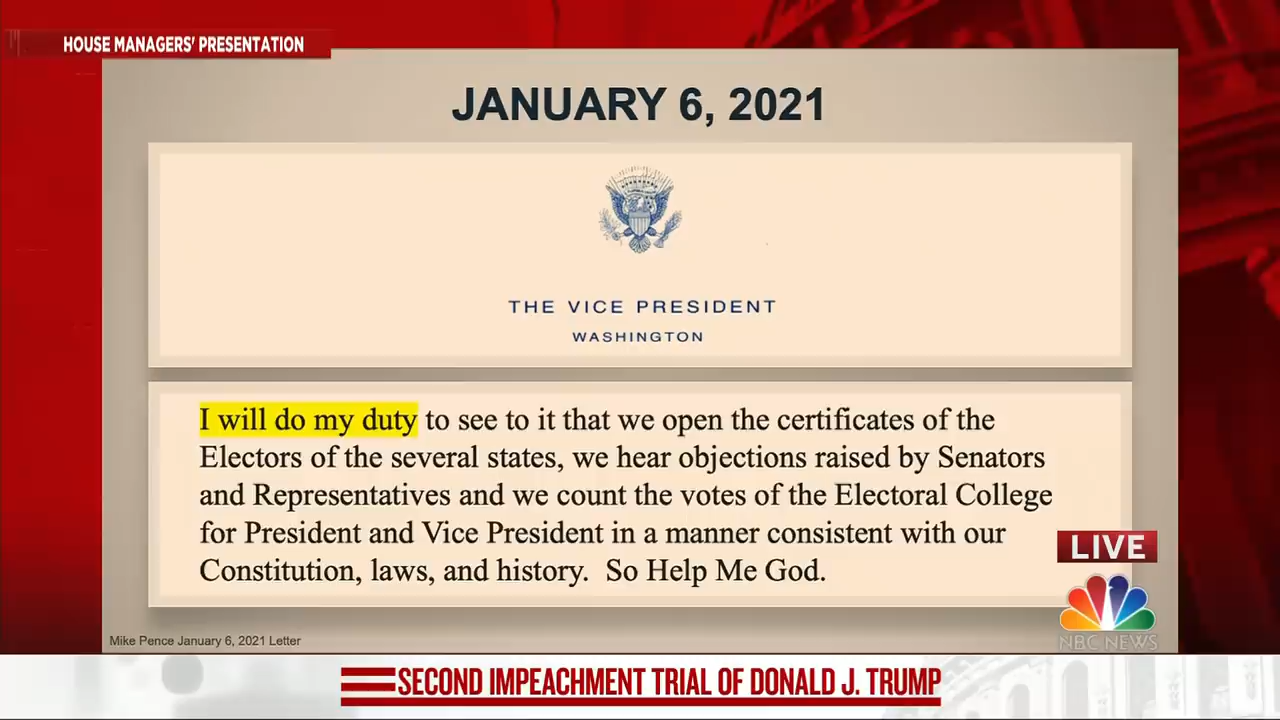 HOUSE MANAGERS' PRESENTATION
JANUARY 6, 2021
THE VICE PRESIDENT
WASHINGTON
I will do my duty to see to it that we open the certificates of the
Electors of the several states, we hear objections raised by Senators
and Representatives and we count the votes of the Electoral College
for President and Vice President in a manner consistent with our
Constitution, laws, and history.  So Help Me God.
LIVE
NBC NEWS
Mike Pence January 6, 2021 Letter
SECOND IMPEACHMENT TRIAL OF DONALD J. TRUMP